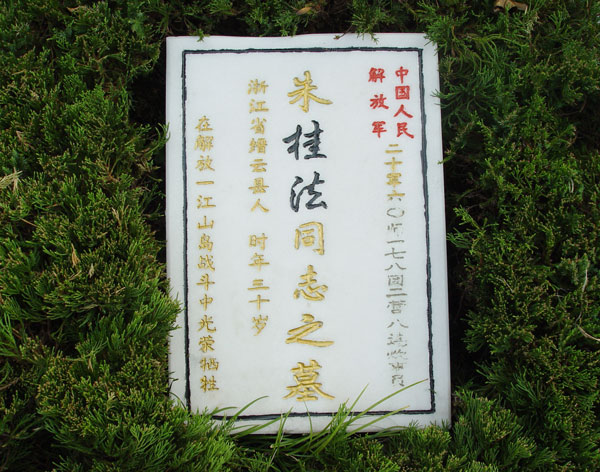 中国人民
解放军
二十军六〇师一七八团二营八连
朱桂法同志之墓
浙江省缙云县人 时年三十岁
在解放一江山岛战斗中光荣牺牲